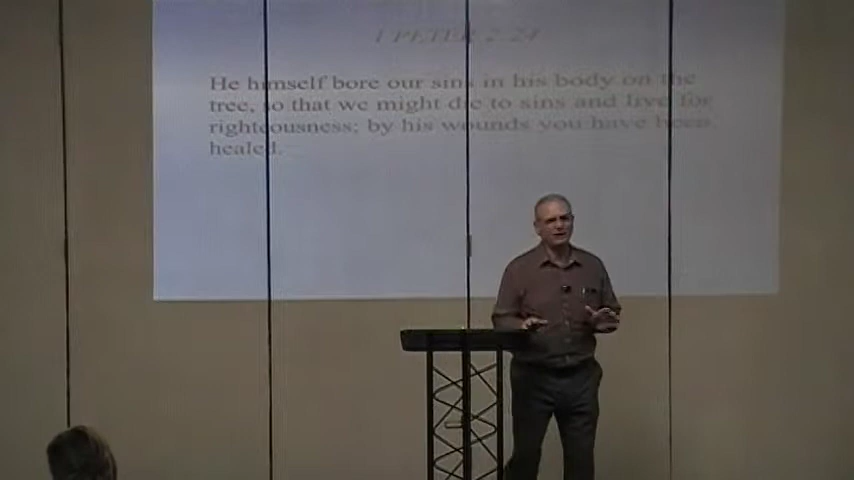 1 PETER 2:24
He himself bore our sins in his body on the
tree, so that we might die to sins and live for
righteousness; by his wounds you have been
healed.